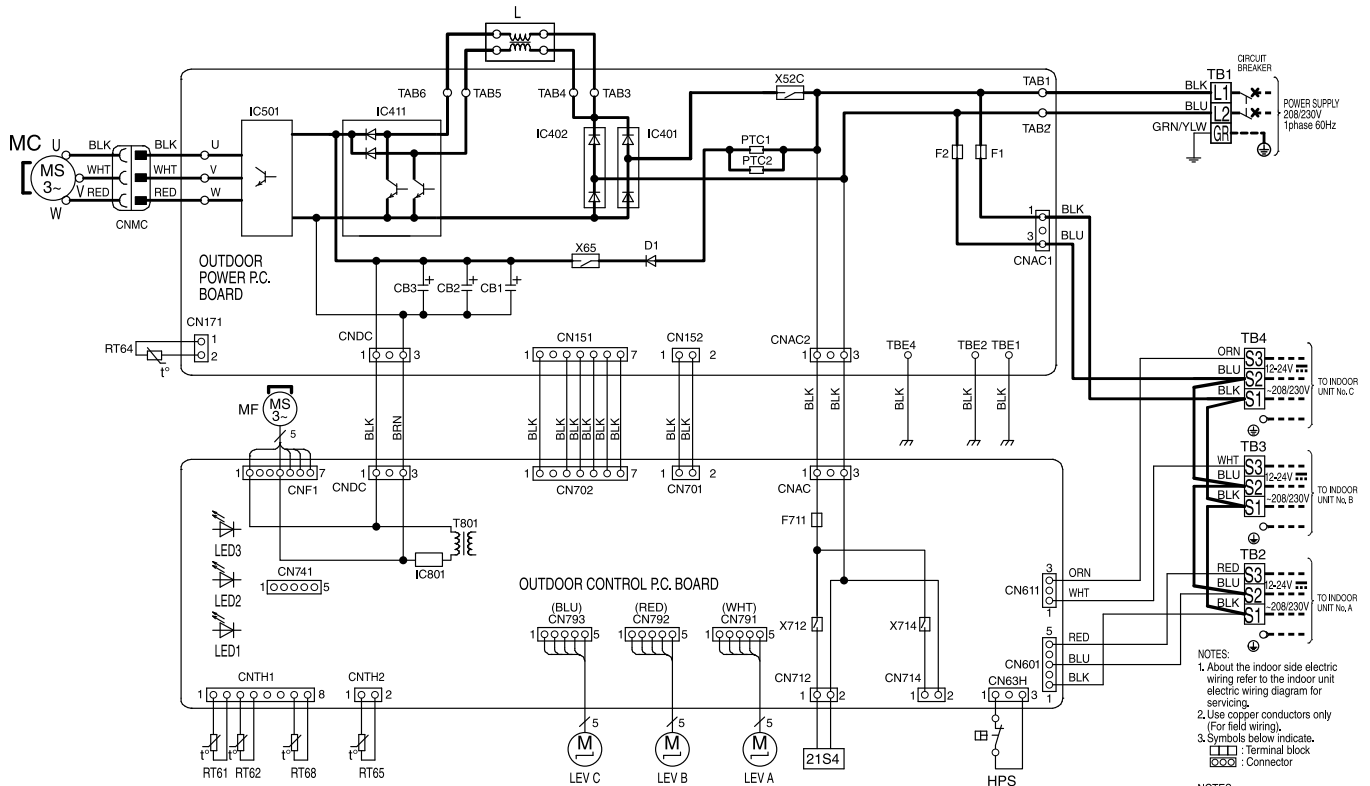 L
CIRCUIT
BREAKER
TAB6 TAB5 TAB4 TAB3 X52C TAB1 TB1
BLK L1
BLU L2
GRN/YLW GR
POWER SUPPLY
208/230V
1phase 60Hz
TAB2
IC501 IC411 IC402 IC401
PTC1
PTC2
F2 F1
MC U BLK BLK U
MS
3~
WHT WHT V
V RED RED W
W
CNMC
1 BLK
3 BLU
CNAC1
X65 D1
OUTDOOR
POWER P.C.
BOARD
CB3 + CB2 + CB1 +
CN171
1
2
RT64
t°
CNDC
1 3
CN151
1 7
CN152
1 2
CNAC2
1 3
TBE4 TBE2 TBE1
TB4
ORN S3
BLU 12-24V
S2
BLK ~208/230V
S1
TO INDOOR
UNIT No. C
MF MS
3~
5
BLK BRN
BLK BLK BLK BLK BLK BLK
BLK BLK
BLK BLK
BLK BLK BLK
TB3
WHT S3
BLU 12-24V
S2
BLK ~208/230V
S1
TO INDOOR
UNIT No. B
1 7
CNF1
1 3
CNDC
1 7
CN702
1 2
CN701
1 3
CNAC
F711
LED3
T801
IC801
LED2
CN741
1 5
LED1
OUTDOOR CONTROL P.C. BOARD
(BLU)
CN793
1 5
(RED)
CN792
1 5
(WHT)
CN791
1 5
X712 X714
3 ORN
CN611
WHT
1
TB2
RED S3
BLU 12-24V
S2
BLK ~208/230V
S1
TO INDOOR
UNIT No. A
5 RED
CN601 BLU
BLK
1
CNTH1
1 8
CNTH2
1 2
CN712
1 2
CN714
1 2
CN63H
1 3
t° t° t° t°
RT61 RT62 RT68 RT65
5 5 5
M M M
LEV C LEV B LEV A
21S4
HPS
NOTES:
1. About the indoor side electric
wiring refer to the indoor unit
electric wiring diagram for
servicing.
2. Use copper conductors only
(For field wiring).
3. Symbols below indicate.
: Terminal block
: Connector